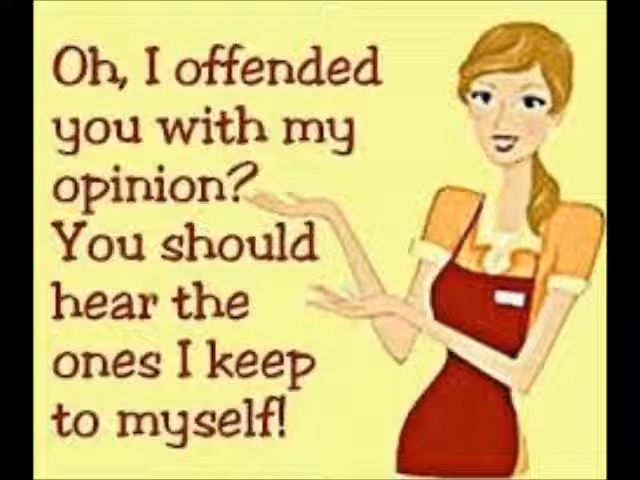 Oh, I offended
you with my
opinion?
You should
hear the
ones I keep
to myself!